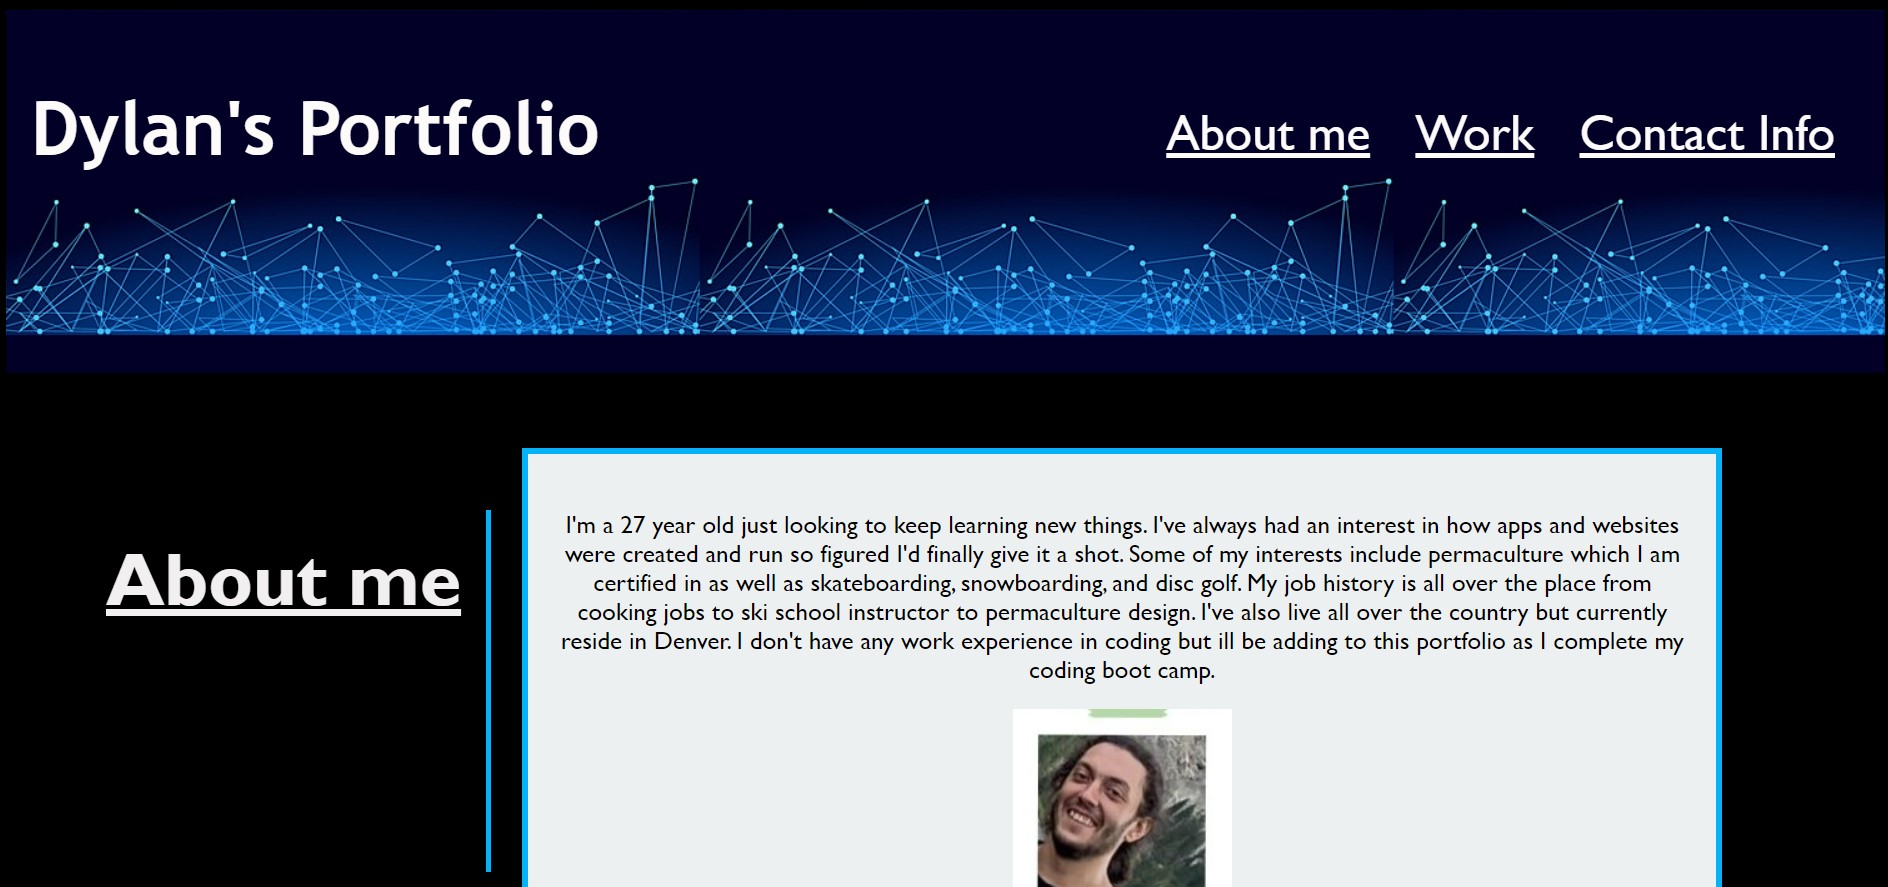 Dylan's Portfolio
About me Work Contact Info
About me
I'm a 27 year old just looking to keep learning new things. I've always had an interest in how apps and websites
were created and run so figured I'd finally give it a shot. Some of my interests include permaculture which I am
certified in as well as skateboarding, snowboarding, and disc golf. My job history is all over the place from
cooking jobs to ski school instructor to permaculture design. I've also live all over the country but currently
reside in Denver. I don't have any work experience in coding but ill be adding to this portfolio as I complete my
coding boot camp.